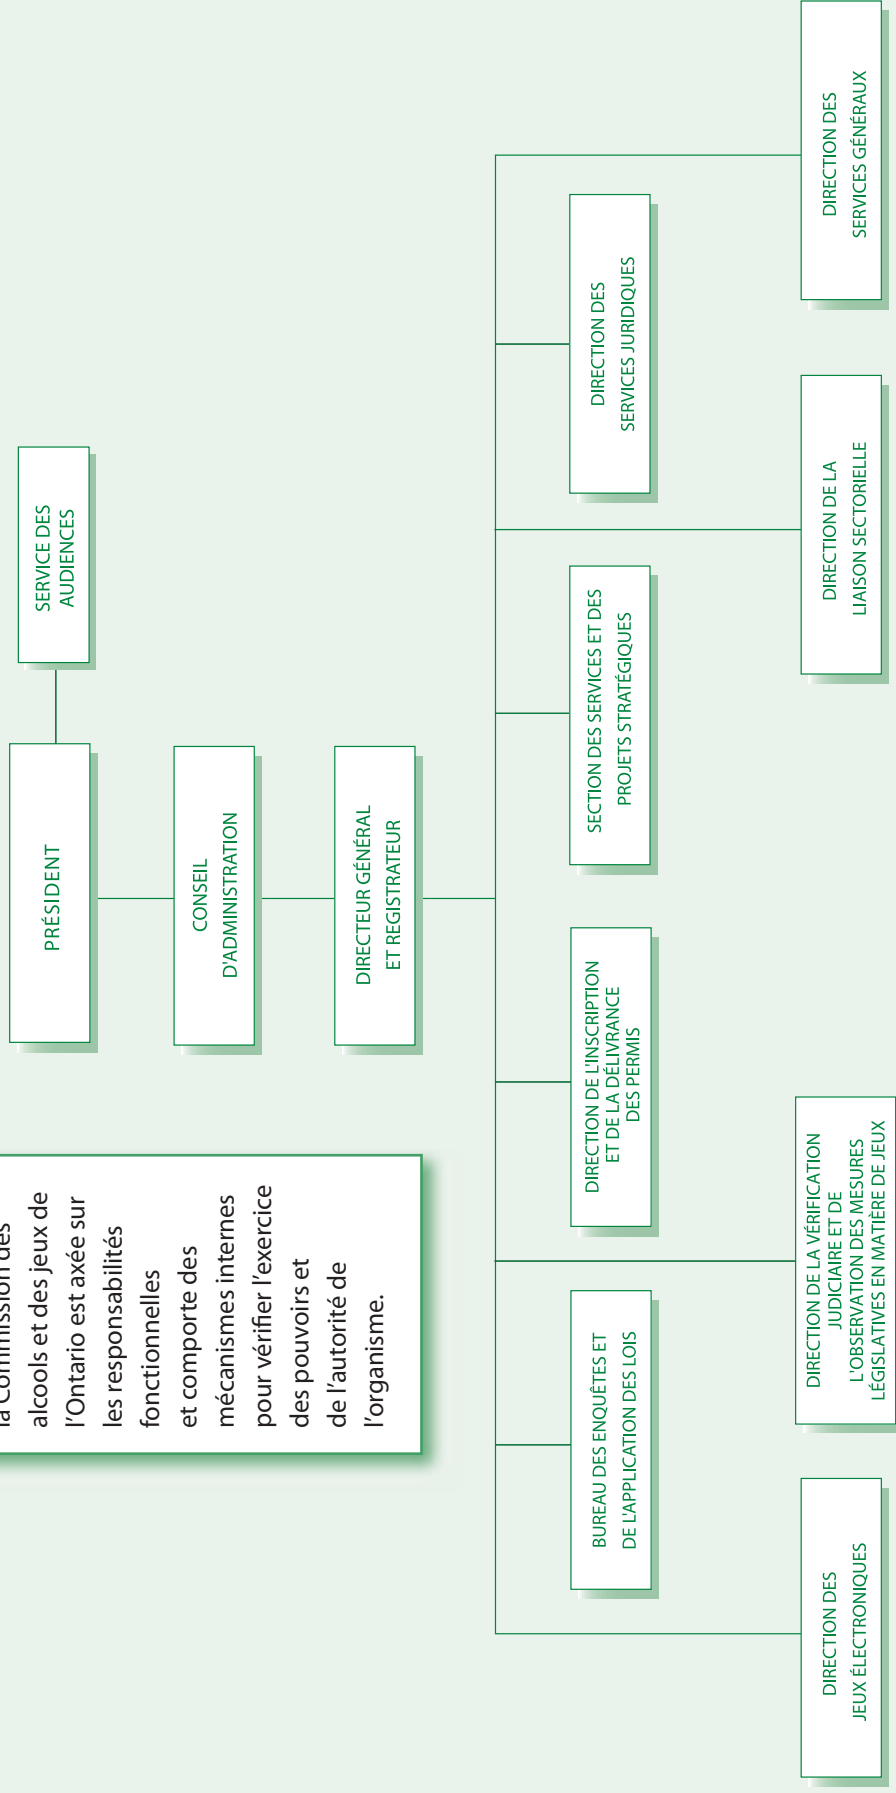 la Commission des
alcools et des jeux de
l'Ontario est axée sur
les responsabilités
fonctionnelles
et comporte des
mécanismes internes
pour vérifier l'exercice
des pouvoirs et
de l'autorité de
l'organisme.
PRÉSIDENT
SERVICE DES
AUDIENCES
CONSEIL
D'ADMINISTRATION
DIRECTEUR GÉNÉRAL
ET REGISTRATEUR
BUREAU DES ENQUÊTES ET
DE L'APPLICATION DES LOIS
DIRECTION DE L'INSCRIPTION
ET DE LA DÉLIVRANCE
DES PERMIS
SECTION DES SERVICES ET DES
PROJETS STRATÉGIQUES
DIRECTION DES
SERVICES JURIDIQUES
DIRECTION DES
JEUX ÉLECTRONIQUES
DIRECTION DE LA VÉRIFICATION
JUDICIAIRE ET DE
L'OBSERVATION DES MESURES
LÉGISLATIVES EN MATIÈRE DE JEUX
DIRECTION DE LA
LIAISON SECTORIELLE
DIRECTION DES
SERVICES GÉNÉRAUX